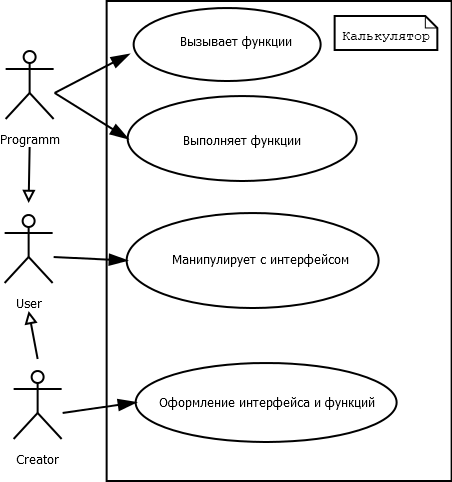 Вызывает функции
Калькулятор
Programm
Выполняет функции
User
Манипулирует с интерфейсом
Creator
Оформление интерфейса и функций